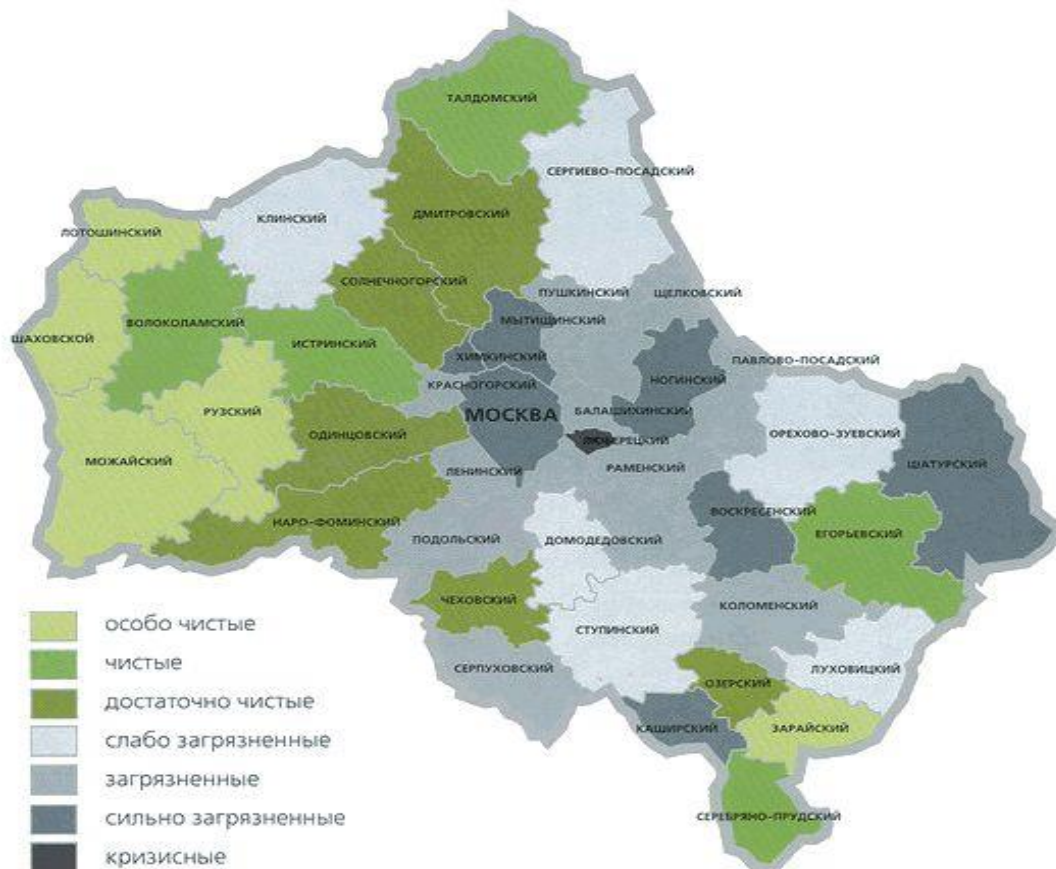 ТАЛДОМСКИЙ
СЕРГИЕВО-ПОСАДСКИЙ
КЛИНСКИЙ
ДМИТРОВСКИЙ
ЛОТОШИНСКИЙ
СОЛНЕЧНОГОРСКИЙ
ПУШКИНСКИЙ
ЩЕЛКОВСКИЙ
ВОЛОКОЛАМСКИЙ
МЫТИЩИНСКИЙ
ШАХОВСКОЙ
ИСТРИНСКИЙ
ХИМКИНСКИЙ
ПАВЛОВО-ПОСАДСКИЙ
КРАСНОГОРСКИЙ
НОГИНСКИЙ
РУЗСКИЙ
МОСКВА
БАЛАШИХИНСКИЙ
ОДИНЦОВСКИЙ
ЛЮБЕРЕЦКИЙ
ОРЕХОВО-ЗУЕВСКИЙ
МОЖАЙСКИЙ
ЛЕНИНСКИЙ
РАМЕНСКИЙ
ШАТУРСКИЙ
НАРО-ФОМИНСКИЙ
ВОСКРЕСЕНСКИЙ
ПОДОЛЬСКИЙ
ДОМОДЕДОВСКИЙ
ЕГОРЬЕВСКИЙ
ЧЕХОВСКИЙ
КОЛОМЕНСКИЙ
СТУПИНСКИЙ
СЕРПУХОВСКИЙ
ЛУХОВИЦКИЙ
ОЗЕРСКИЙ
КАШИРСКИЙ
ЗАРАЙСКИЙ
СЕРЕБРЯНО-ПРУДСКИЙ
особо чистые
чистые
достаточно чистые
слабо загрязненные
загрязненные
сильно загрязненные
кризисные